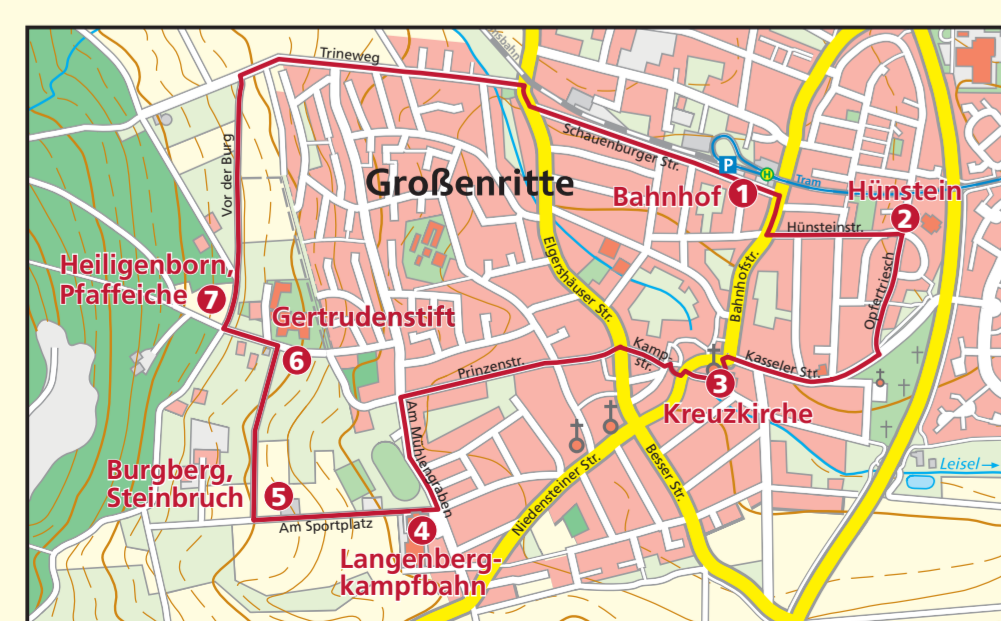 Trineweg
Schauenburger Str.
P
H
Tram
Großenritte
Bahnhof 1
Hünstein
2
Hünsteinstr.
Vor der Burg
Elgershäuser Str.
Bahnhofstr.
Opfertriesch
Heiligenborn,
Pfaffeiche 7
Gertrudenstift
6
Kamp-
str.
Prinzenstr.
Kasseler Str.
3
Kreuzkirche
Am Mühlengraben
Niedensteiner Str.
Besser Str.
Leisel
Burgberg,
Steinbruch 5
Am Sportplatz
4
Langenberg-
kampfbahn